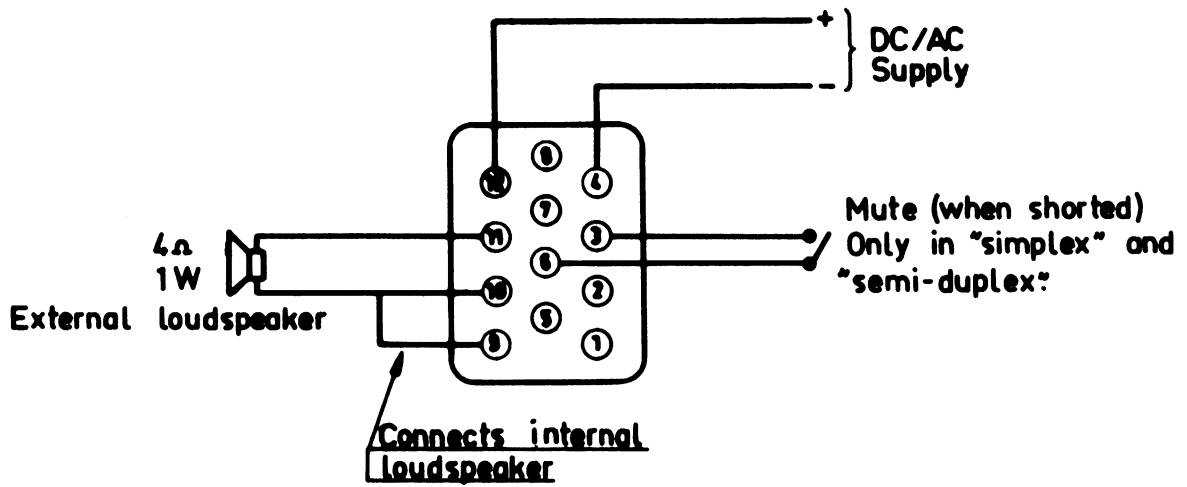 +
DC/AC
Supply
-
8
12
4
7
11
3
6
10
2
5
9
1
Mute (when shorted)
Only in "simplex" and
"semi-duplex".
4Ω
1W
External loudspeaker
Connects internal
loudspeaker